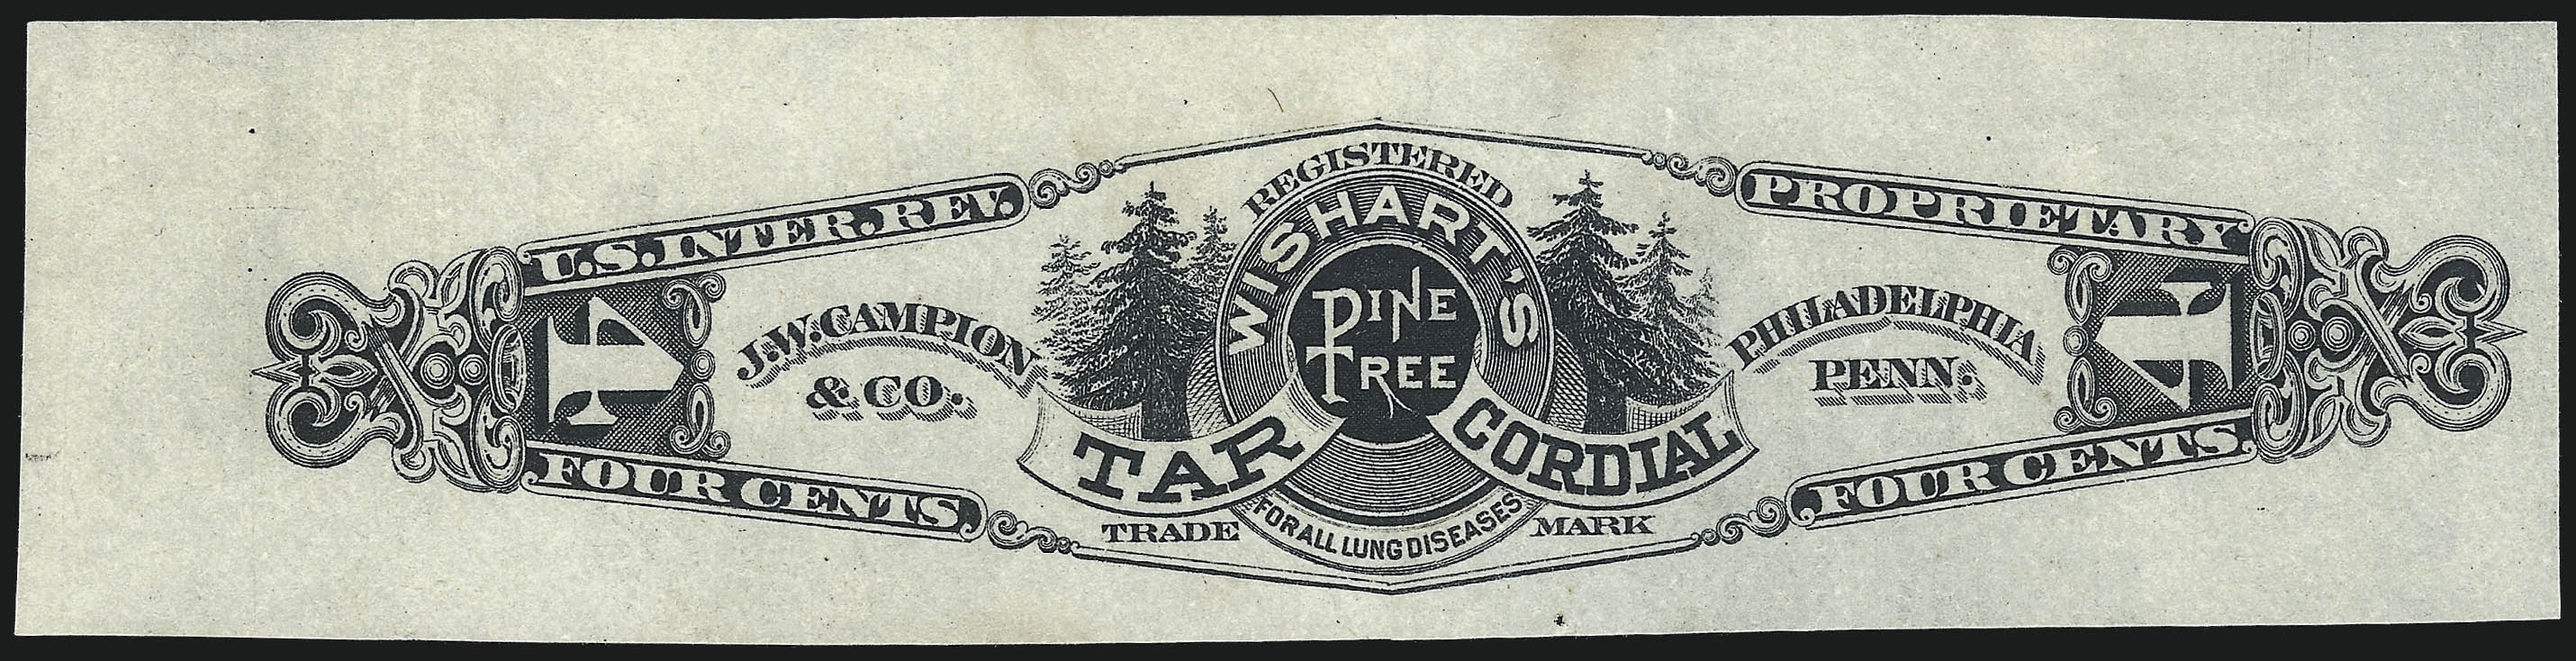 U.S. INTER. REV.
PROPRIETARY
REGISTERED
WISHART'S
PINE
TREE
TAR CORDIAL
FOR ALL LUNG DISEASES
TRADE MARK
J.W. CAMPION
& CO.
PHILADELPHIA
PENN.
4
4
FOUR CENTS.
FOUR CENTS.